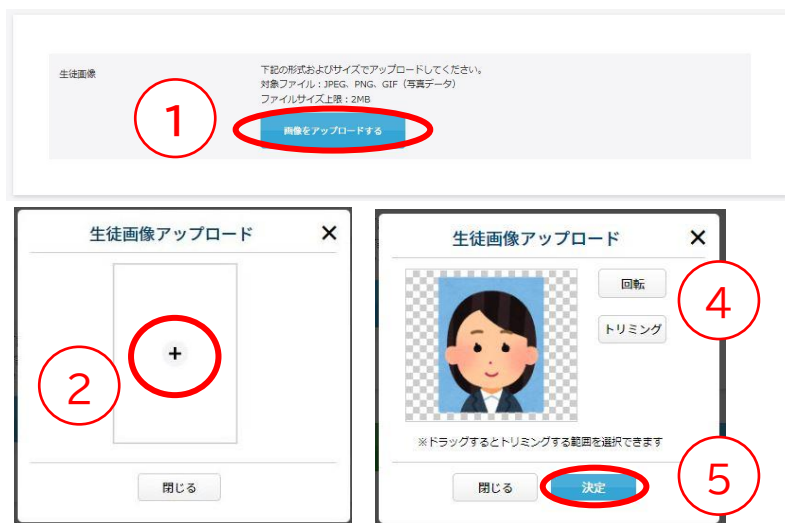 生徒画像
下記の形式およびサイズでアップロードしてください。
対象ファイル：JPEG、PNG、GIF（写真データ）
ファイルサイズ上限：2MB
画像をアップロードする
1
生徒画像アップロード ×
+
2
閉じる
生徒画像アップロード ×
回転
トリミング
4
※ドラッグするとトリミングする範囲を選択できます
閉じる 決定
5